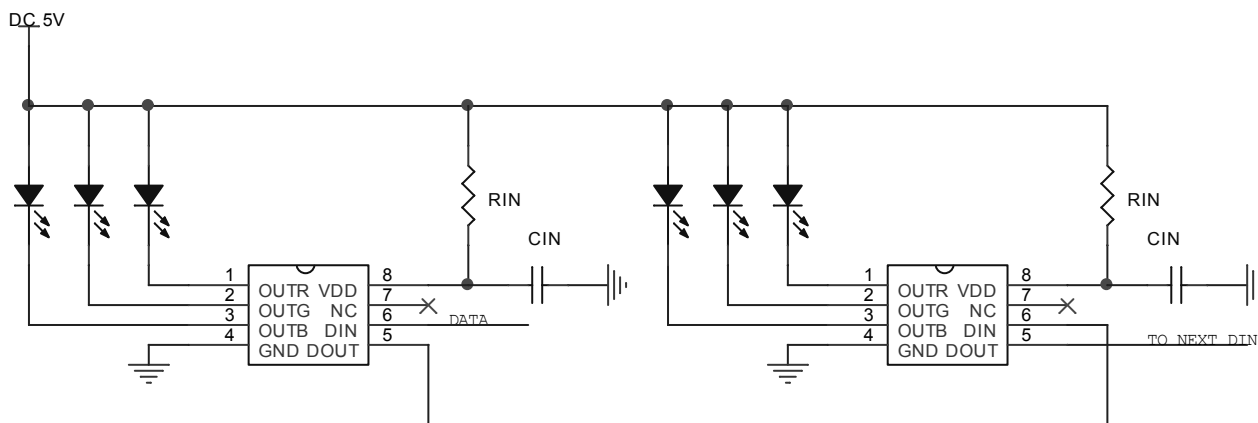 DC 5V
RIN
CIN
1 OUTR VDD 8
2 OUTG NC 7
3 OUTB DIN 6 DATA
4 GND DOUT 5
RIN
CIN
1 OUTR VDD 8
2 OUTG NC 7
3 OUTB DIN 6
4 GND DOUT 5 TO NEXT DIN